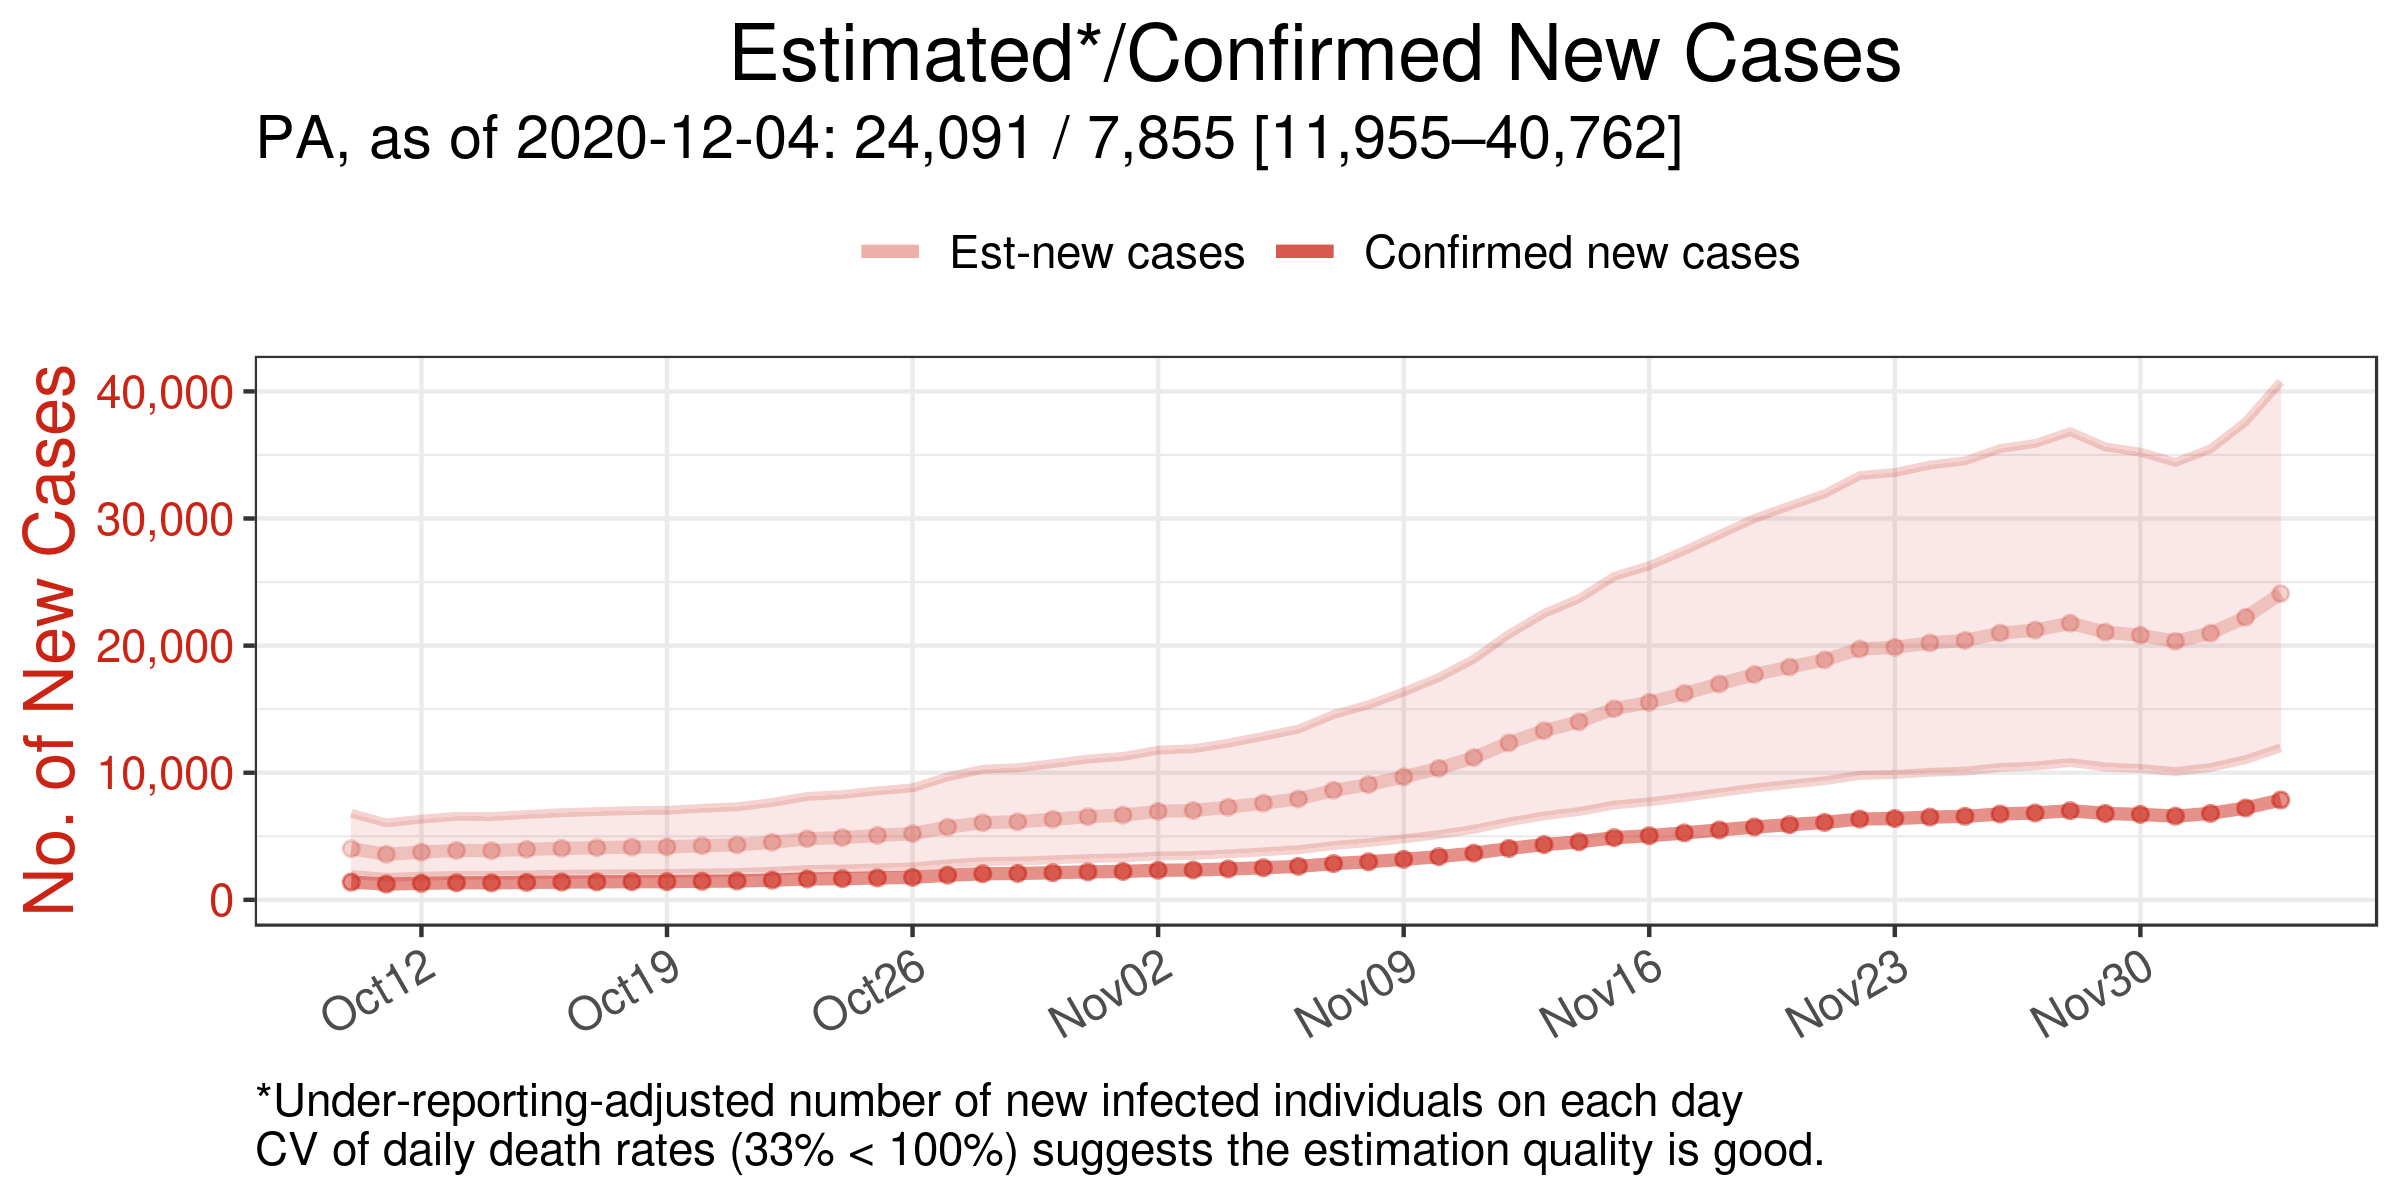 Estimated*/Confirmed New Cases
PA, as of 2020-12-04: 24,091 / 7,855 [11,955–40,762]
Est-new cases
Confirmed new cases
No. of New Cases
40,000
30,000
20,000
10,000
0
Oct12
Oct19
Oct26
Nov02
Nov09
Nov16
Nov23
Nov30
*Under-reporting-adjusted number of new infected individuals on each day
CV of daily death rates (33% < 100%) suggests the estimation quality is good.